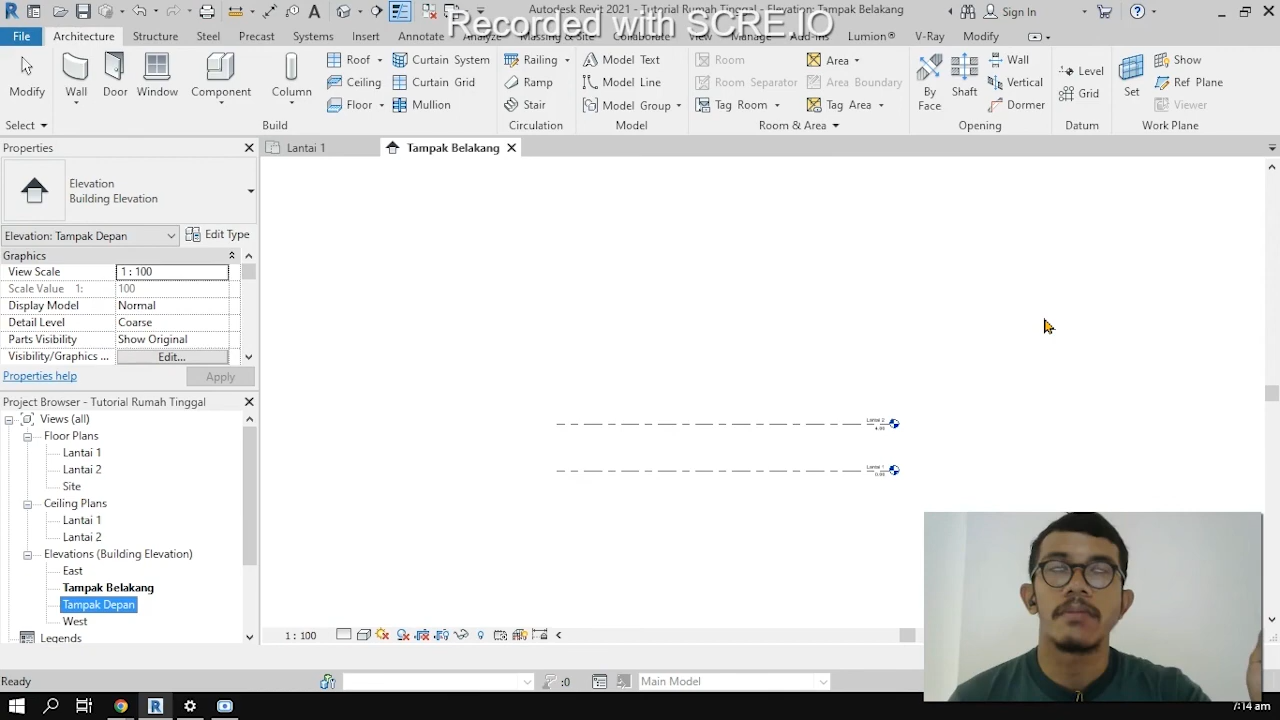 Autodesk Revit 2021 - Tutorial Rumah Tinggal - Elevation: Tampak Belakang
Sign In
Recorded with SCRE.IO
File
Architecture
Structure
Steel
Precast
Systems
Insert
Annotate
Analyze
Massing & Site
Collaborate
View
Manage
Add-Ins
Lumion®
V-Ray
Modify
Modify
Wall
Door
Window
Component
Column
Roof
Ceiling
Floor
Curtain System
Curtain Grid
Mullion
Railing
Ramp
Stair
Model Text
Model Line
Model Group
Room
Room Separator
Tag Room
Area
Area Boundary
Tag Area
By
Face
Shaft
Wall
Vertical
Dormer
Level
Grid
Set
Show
Ref Plane
Viewer
Select
Build
Circulation
Model
Room & Area
Opening
Datum
Work Plane
Properties
Lantai 1
Tampak Belakang
Elevation
Building Elevation
Elevation: Tampak Depan
Edit Type
Graphics
View Scale
1 : 100
Scale Value 1:
100
Display Model
Normal
Detail Level
Coarse
Parts Visibility
Show Original
Visibility/Graphics ...
Edit...
Properties help
Apply
Project Browser - Tutorial Rumah Tinggal
Views (all)
Floor Plans
Lantai 1
Lantai 2
Site
Ceiling Plans
Lantai 1
Lantai 2
Elevations (Building Elevation)
East
Tampak Belakang
Tampak Depan
West
Legends
Lantai 2
Lantai 1
1 : 100
Ready
:0
Main Model
7:14 am